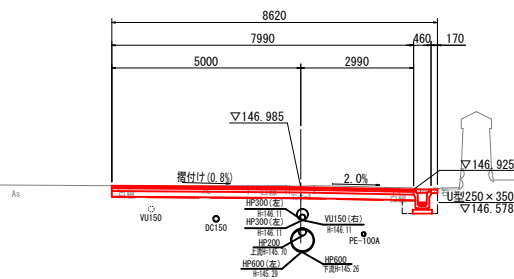 8620
7990
460
170
5000
2990
▽146.985
▽146.925
摺付け(0.8%)
2.0%
As
U型250×350
▽146.578
HP300(左)
H=146.11
VU150
HP300(左)
VU150(右)
H=146.11
H=146.11
DC150
HP200
PE-100A
上流H=145.70
HP600(左)
HP600
H=145.29
下流H=145.26